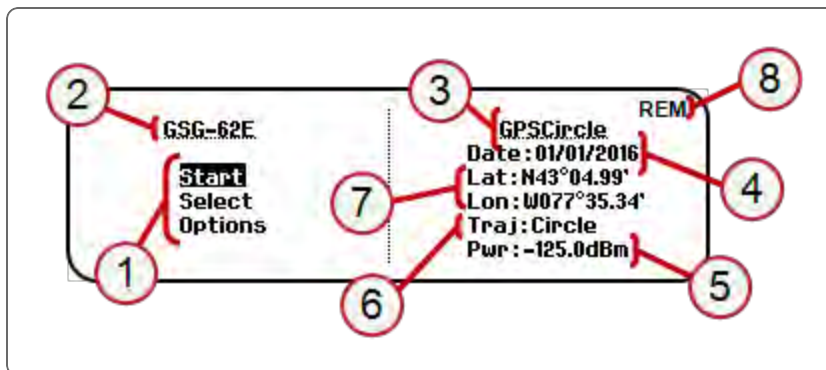 2
3
8
REM
GSG-62E
GPSCircle
Date:01/01/2016
Start
Lat:N43°04.99'
7
4
Select
Lon:W077°35.34'
Options
Traj:Circle
Pwr:-125.0dBm
1
6
5